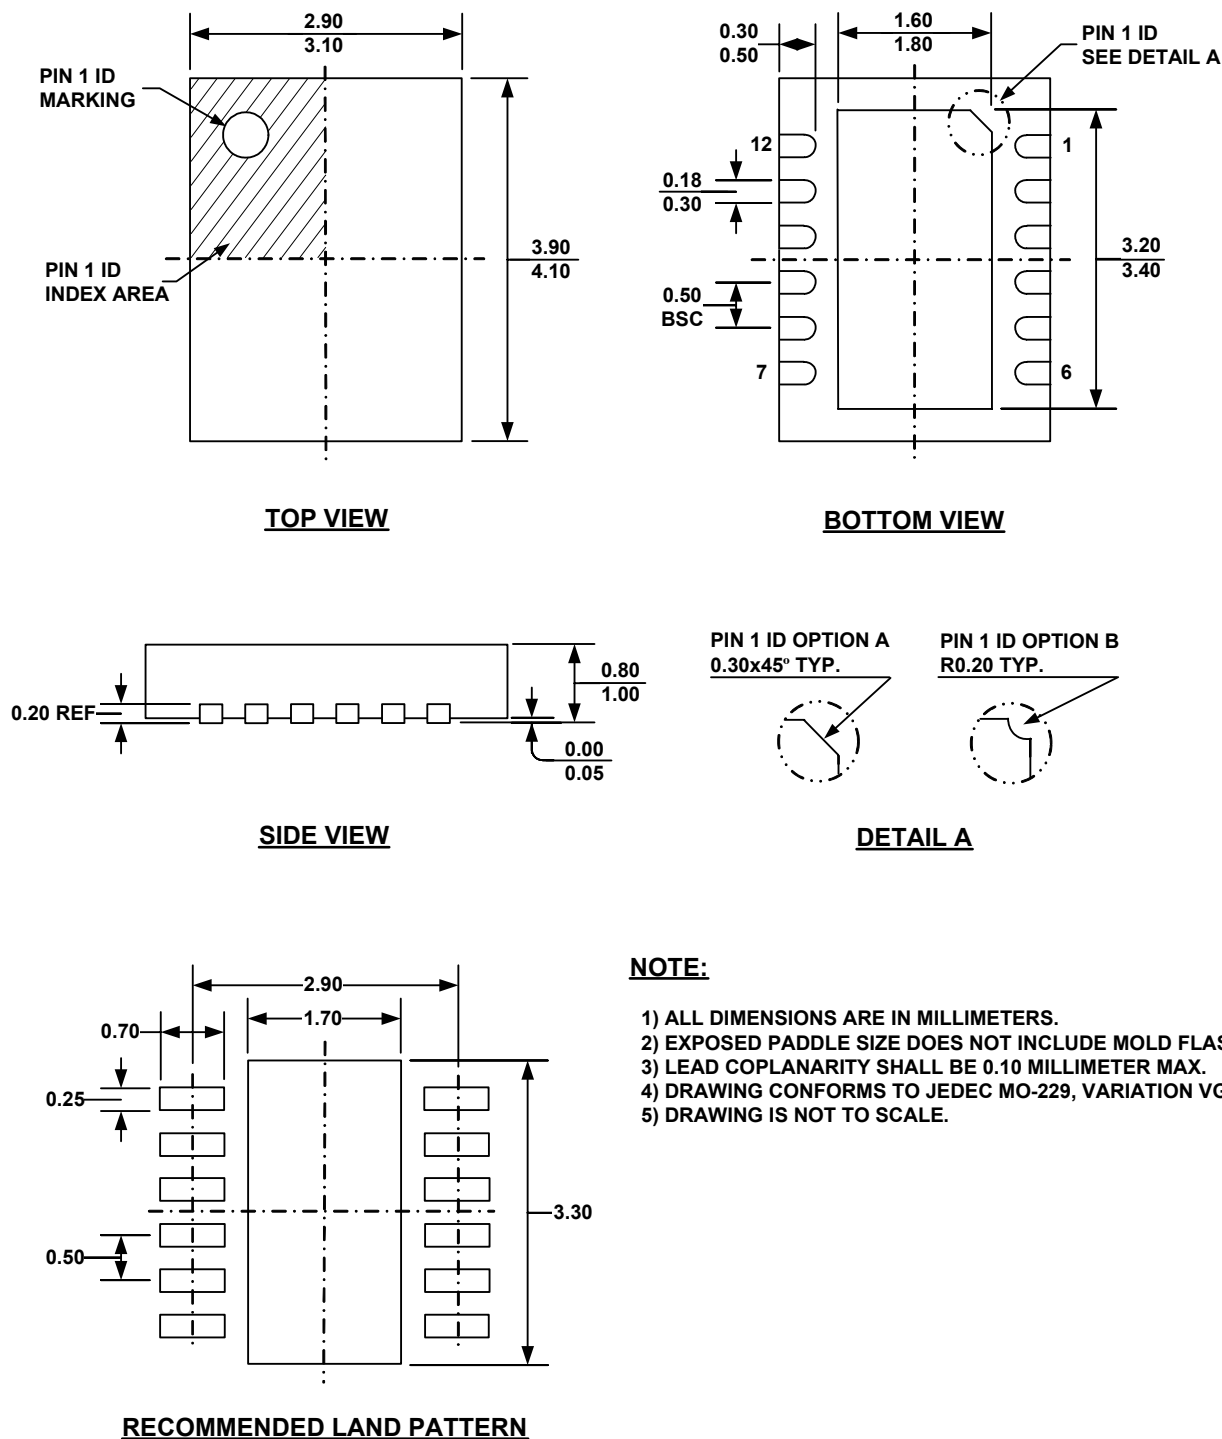 2.90
3.10
PIN 1 ID
MARKING
PIN 1 ID
INDEX AREA
3.90
4.10
TOP VIEW
0.30
0.50
1.60
1.80
PIN 1 ID
SEE DETAIL A
12
1
0.18
0.30
0.50
BSC
3.20
3.40
7
6
BOTTOM VIEW
0.20 REF
0.80
1.00
0.00
0.05
SIDE VIEW
PIN 1 ID OPTION A
0.30x45º TYP.
PIN 1 ID OPTION B
R0.20 TYP.
DETAIL A
2.90
1.70
0.70
0.25
0.50
3.30
RECOMMENDED LAND PATTERN
NOTE:
1) ALL DIMENSIONS ARE IN MILLIMETERS.
2) EXPOSED PADDLE SIZE DOES NOT INCLUDE MOLD
3) LEAD COPLANARITY SHALL BE 0.10 MILLIMETER MAX.
4) DRAWING CONFORMS TO JEDEC MO-229, VARIATION
5) DRAWING IS NOT TO SCALE.